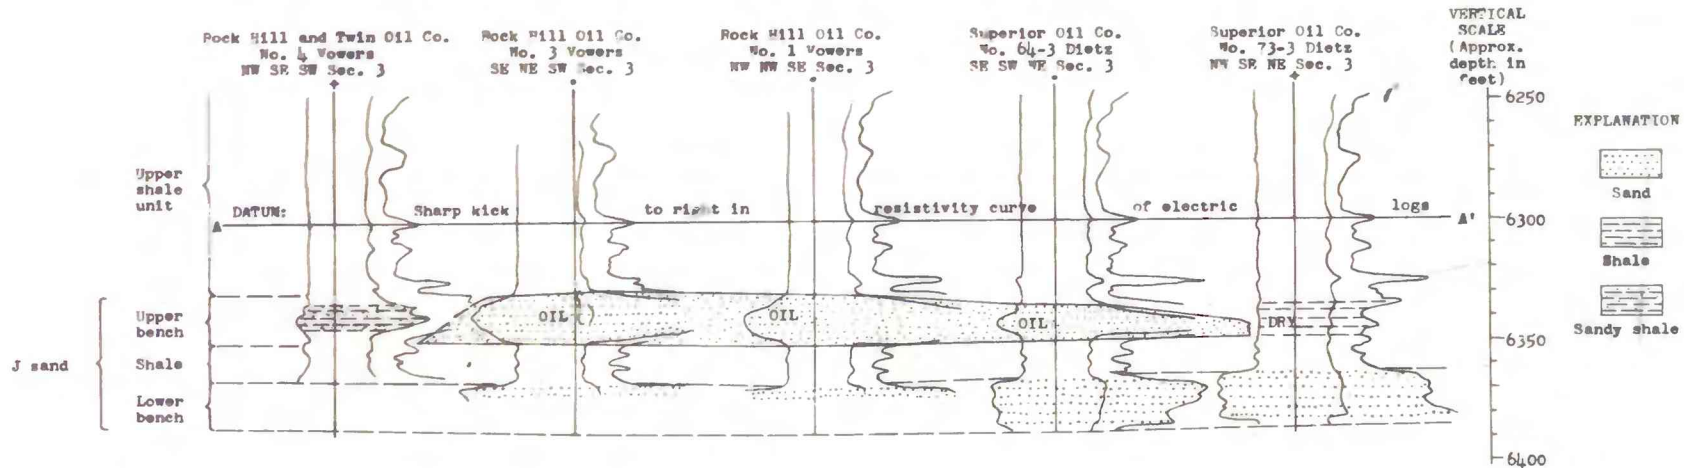 Rock Hill and Twin Oil Co.
No. 4 Vowers
NW SE SW Sec. 3
Rock Hill Oil Co.
No. 3 Vowers
SE NE SW Sec. 3
Rock Hill Oil Co.
No. 1 Vowers
NW NW SE Sec. 3
Superior Oil Co.
No. 64-3 Dietz
SE SW NE Sec. 3
Superior Oil Co.
No. 73-3 Dietz
NW SE NE Sec. 3
VERTICAL
SCALE
(Approx.
depth in
feet)
6250
6300
6350
6400
EXPLANATION
Sand
Shale
Sandy shale
Upper
shale
unit
A DATUM: Sharp kick to right in resistivity curve of electric logs A'
J sand
Upper
bench
Shale
Lower
bench
OIL
OIL
OIL
DRY